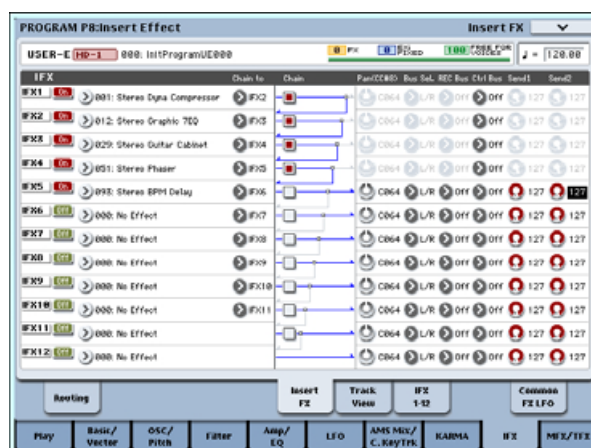 PROGRAM P8:Insert Effect Insert FX
USER-E HD-1 000: InitProgramUE000 0 FX 0 BIG FIXED 100 FREE FOR VOICES ♩ = 120.00
IFX Chain to Chain Pan(CC#8) Bus Sel. REC Bus Ctrl Bus Send1 Send2
IFX1 On 001: Stereo Dyna Compressor IFX2 C064 L/R Off Off 127 127
IFX2 On 012: Stereo Graphic 7EQ IFX3 C064 L/R Off Off 127 127
IFX3 On 029: Stereo Guitar Cabinet IFX4 C064 L/R Off Off 127 127
IFX4 On 051: Stereo Phaser IFX5 C064 L/R Off Off 127 127
IFX5 On 093: Stereo BPM Delay IFX6 C064 L/R Off Off 127 127
IFX6 Off 000: No Effect IFX7 C064 L/R Off Off 127 127
IFX7 Off 000: No Effect IFX8 C064 L/R Off Off 127 127
IFX8 Off 000: No Effect IFX9 C064 L/R Off Off 127 127
IFX9 Off 000: No Effect IFX10 C064 L/R Off Off 127 127
IFX10 Off 000: No Effect IFX11 C064 L/R Off Off 127 127
IFX11 Off 000: No Effect C064 L/R Off Off 127 127
IFX12 Off 000: No Effect C064 L/R Off Off 127 127
Routing Insert FX Track View IFX 1-12 Common FX LFO
Play Basic/ Vector OSC/ Pitch Filter Amp/ EQ LFO AMS Mix/ C.KeyTrk KARMA IFX MFX/TFX